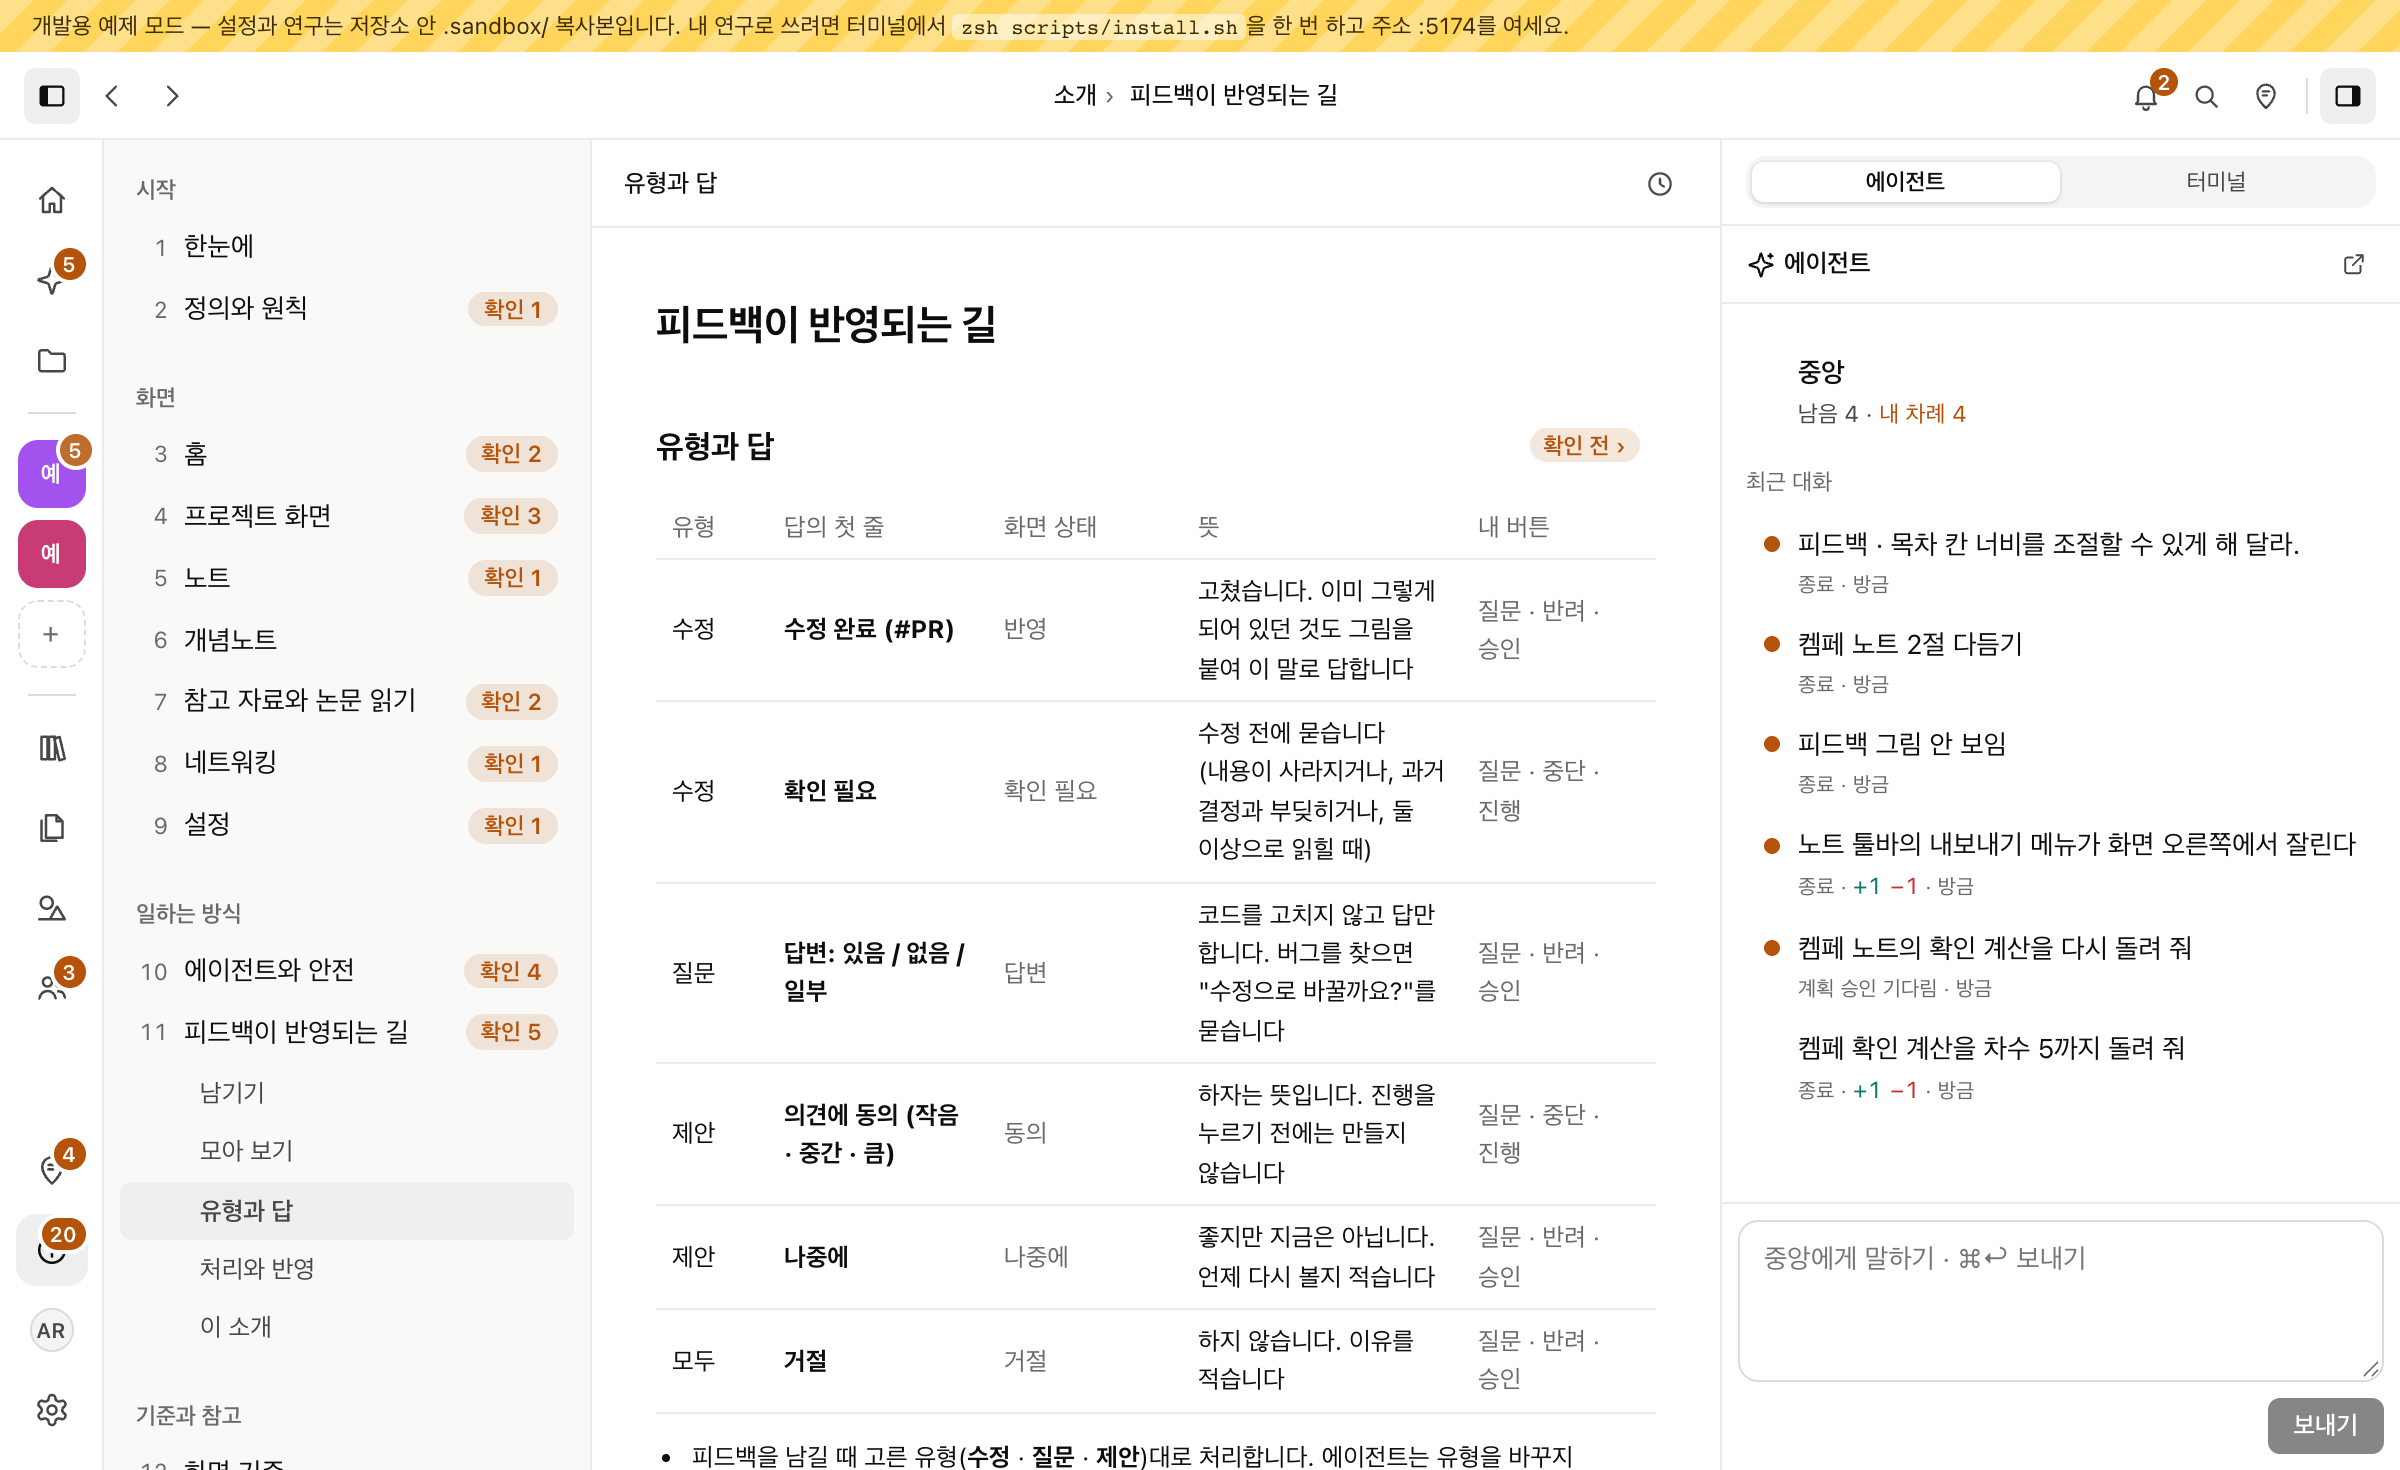 개발용 예제 모드 — 설정과 연구는 저장소 안 .sandbox/ 복사본입니다. 내 연구로 쓰려면 터미널에서 zsh scripts/install.sh을 한 번 하고 주소 :5174를 여세요.
소개 › 피드백이 반영되는 길
2
5
5
예
예
+
3
4
20
AR
시작
1 한눈에
2 정의와 원칙 확인 1
화면
3 홈 확인 2
4 프로젝트 화면 확인 3
5 노트 확인 1
6 개념노트
7 참고 자료와 논문 읽기 확인 2
8 네트워킹 확인 1
9 설정 확인 1
일하는 방식
10 에이전트와 안전 확인 4
11 피드백이 반영되는 길 확인 5
남기기
모아 보기
유형과 답
처리와 반영
이 소개
기준과 참고
유형과 답
피드백이 반영되는 길
유형과 답 확인 전 ›
유형 답의 첫 줄 화면 상태 뜻 내 버튼
수정 수정 완료 (#PR) 반영 고쳤습니다. 이미 그렇게 되어 있던 것도 그림을 붙여 이 말로 답합니다 질문 · 반려 · 승인
수정 확인 필요 확인 필요 수정 전에 묻습니다 (내용이 사라지거나, 과거 결정과 부딪히거나, 둘 이상으로 읽힐 때) 질문 · 중단 · 진행
질문 답변: 있음 / 없음 / 일부 답변 코드를 고치지 않고 답만 합니다. 버그를 찾으면 "수정으로 바꿀까요?"를 묻습니다 질문 · 반려 · 승인
제안 의견에 동의 (작음 · 중간 · 큼) 동의 하자는 뜻입니다. 진행을 누르기 전에는 만들지 않습니다 질문 · 중단 · 진행
제안 나중에 나중에 좋지만 지금은 아닙니다. 언제 다시 볼지 적습니다 질문 · 반려 · 승인
모두 거절 거절 하지 않습니다. 이유를 적습니다 질문 · 반려 · 승인
• 피드백을 남길 때 고른 유형(수정 · 질문 · 제안)대로 처리합니다. 에이전트는 유형을 바꾸지
에이전트 터미널
에이전트
중앙
남음 4 · 내 차례 4
최근 대화
피드백 · 목차 칸 너비를 조절할 수 있게 해 달라.
종료 · 방금
켐페 노트 2절 다듬기
종료 · 방금
피드백 그림 안 보임
종료 · 방금
노트 툴바의 내보내기 메뉴가 화면 오른쪽에서 잘린다
종료 · +1 −1 · 방금
켐페 노트의 확인 계산을 다시 돌려 줘
계획 승인 기다림 · 방금
켐페 확인 계산을 차수 5까지 돌려 줘
종료 · +1 −1 · 방금
중앙에게 말하기 · ⌘↩ 보내기
보내기